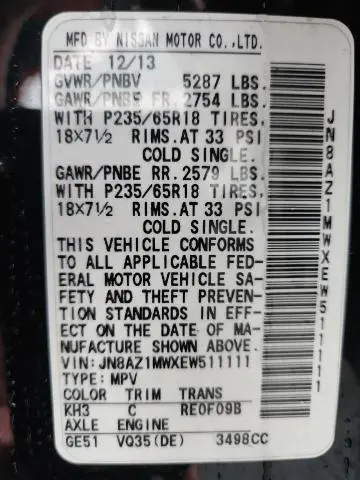 MFD BY NISSAN MOTOR CO.,LTD.
DATE 12/13
GVWR/PNBV 5287 LBS.
GAWR/PNBE FR. 2754 LBS.
WITH P235/65R18 TIRES,
18X7½ RIMS.AT 33 PSI
COLD SINGLE.
GAWR/PNBE RR. 2579 LBS.
WITH P235/65R18 TIRES,
18X7½ RIMS.AT 33 PSI
COLD SINGLE.
THIS VEHICLE CONFORMS
TO ALL APPLICABLE FED-
ERAL MOTOR VEHICLE SA-
FETY AND THEFT PREVEN-
TION STANDARDS IN EFF-
ECT ON THE DATE OF MA-
NUFACTURE SHOWN ABOVE.
VIN:JN8AZ1MWXEW511111
TYPE:MPV
COLOR TRIM TRANS
KH3 C RE0F09B
AXLE ENGINE
GE51 VQ35(DE) 3498CC
JN8AZ1MWXEW511111